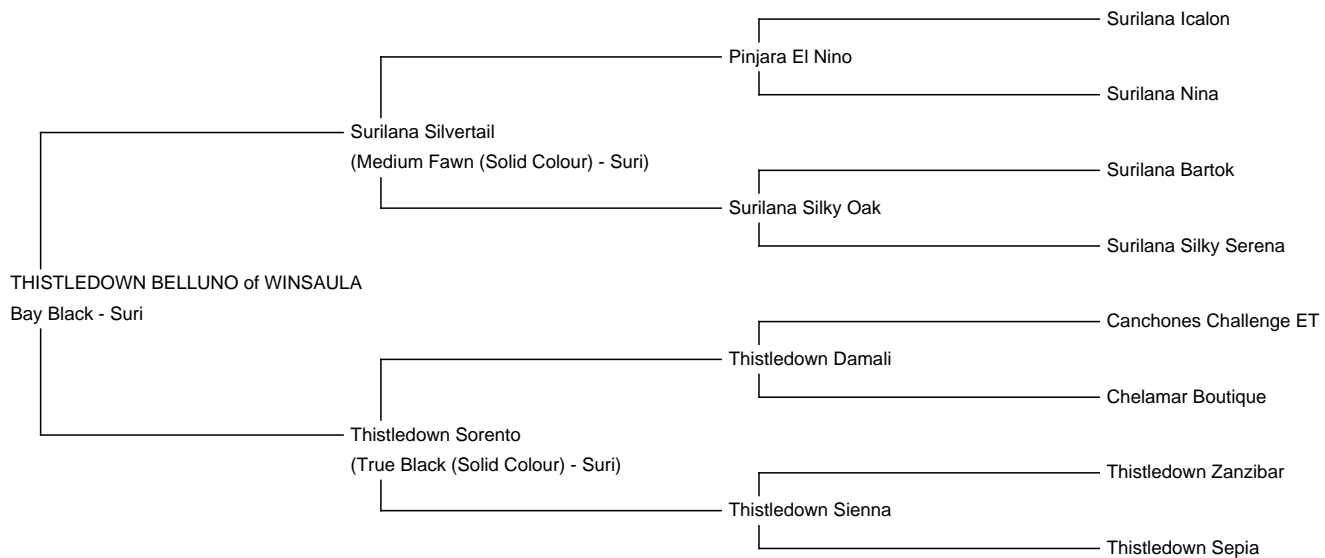 Surilana Icalon
Pinjara El Nino
Surilana Nina
Surilana Silvertail
(Medium Fawn (Solid Colour) - Suri)
Surilana Bartok
Surilana Silky Oak
Surilana Silky Serena
THISTLEDOWN BELLUNO of WINSAULA
Bay Black - Suri
Canchones Challenge ET
Thistledown Damali
Chelamar Boutique
Thistledown Sorento
(True Black (Solid Colour) - Suri)
Thistledown Zanzibar
Thistledown Sienna
Thistledown Sepia